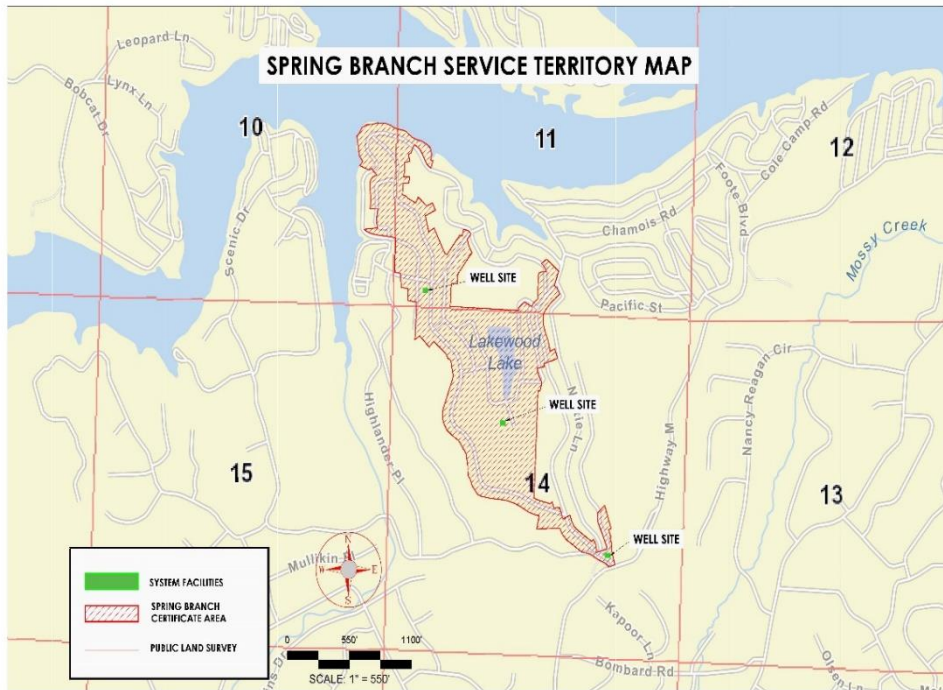 Leopard Ln
Lynx Ln
Bobcat Dr
SPRING BRANCH SERVICE TERRITORY MAP
10
11
12
Cole Camp Rd
Foote Blvd
Chamois Rd
Scenic Dr
Mossy Creek
WELL SITE
Pacific St
Lakewood
Lake
Nancy Reagan Cir
WELL SITE
Highlander Pl
Highway M
15
14
13
WELL SITE
Mullikin
N
W E
S
SYSTEM FACILITIES
SPRING BRANCH
CERTIFICATE AREA
PUBLIC LAND SURVEY
Kapoor Ln
0 550' 1100'
SCALE: 1" = 550'
Bombard Rd
Olsen Ln